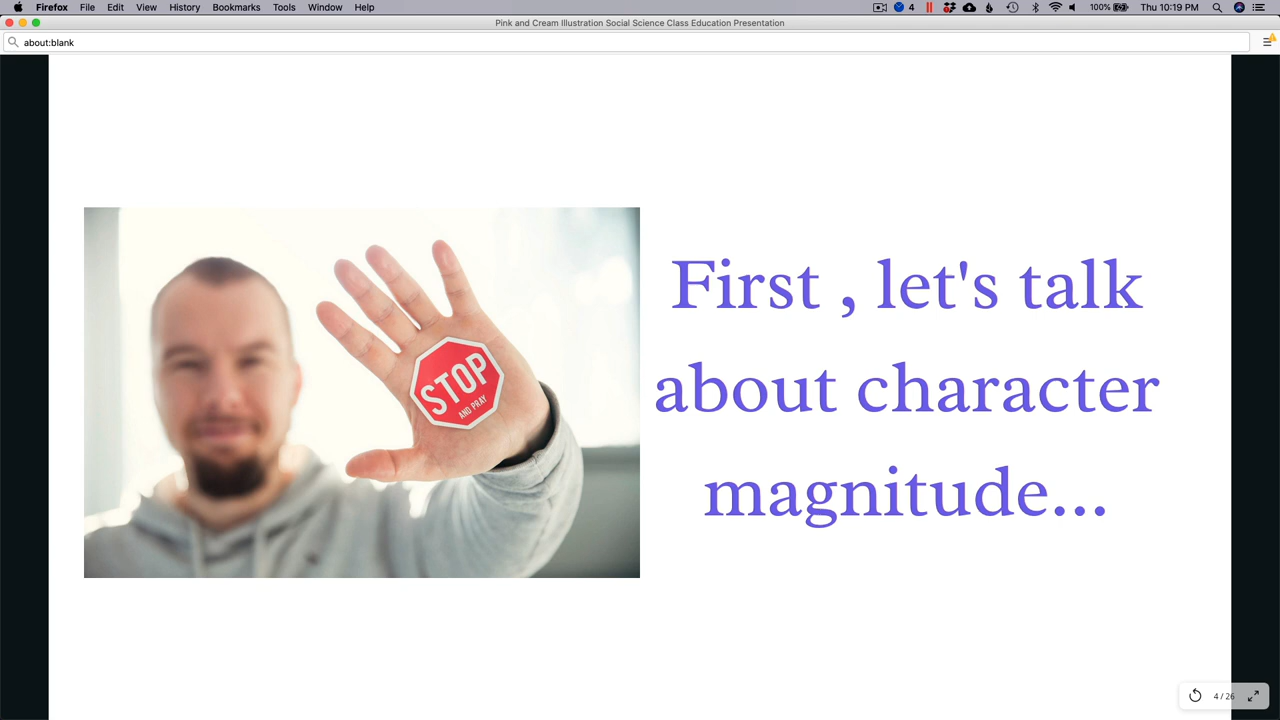 Firefox File Edit View History Bookmarks Tools Window Help 4 100% Thu 10:19 PM
Pink and Cream Illustration Social Science Class Education Presentation
about:blank
First , let's talk
about character
magnitude...
STOP
AND PRAY
4 / 26